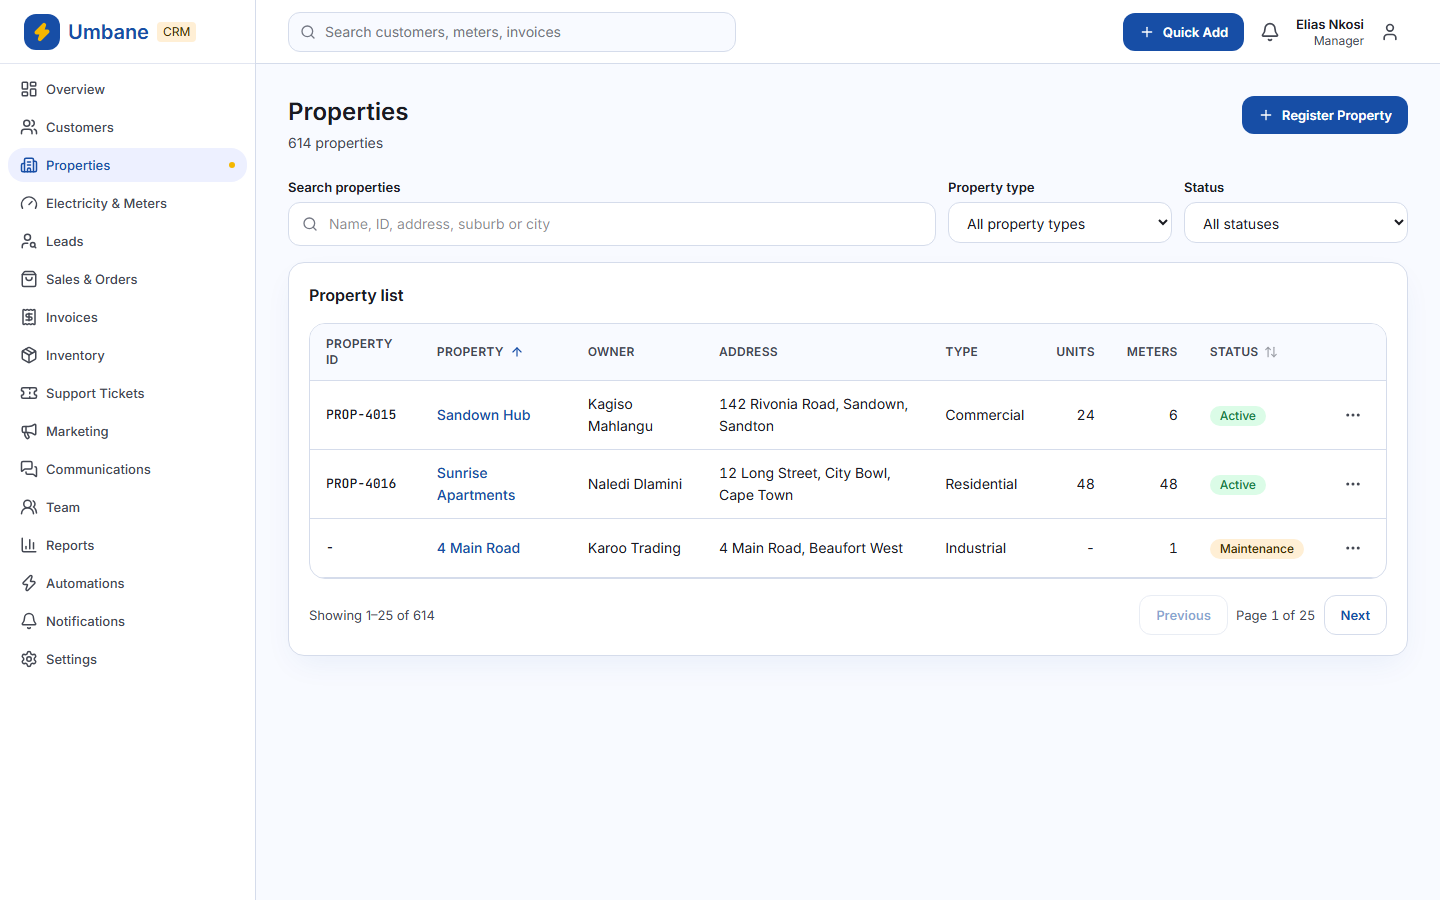 Umbane CRM
Search customers, meters, invoices
Quick Add
Elias Nkosi
Manager
Overview
Customers
Properties
Electricity & Meters
Leads
Sales & Orders
Invoices
Inventory
Support Tickets
Marketing
Communications
Team
Reports
Automations
Notifications
Settings
Properties
614 properties
Register Property
Search properties
Name, ID, address, suburb or city
Property type
All property types
Status
All statuses
Property list
PROPERTY ID PROPERTY OWNER ADDRESS TYPE UNITS METERS STATUS
PROP-4015 Sandown Hub Kagiso Mahlangu 142 Rivonia Road, Sandown, Sandton Commercial 24 6 Active
PROP-4016 Sunrise Apartments Naledi Dlamini 12 Long Street, City Bowl, Cape Town Residential 48 48 Active
- 4 Main Road Karoo Trading 4 Main Road, Beaufort West Industrial - 1 Maintenance
Showing 1–25 of 614
Previous Page 1 of 25 Next